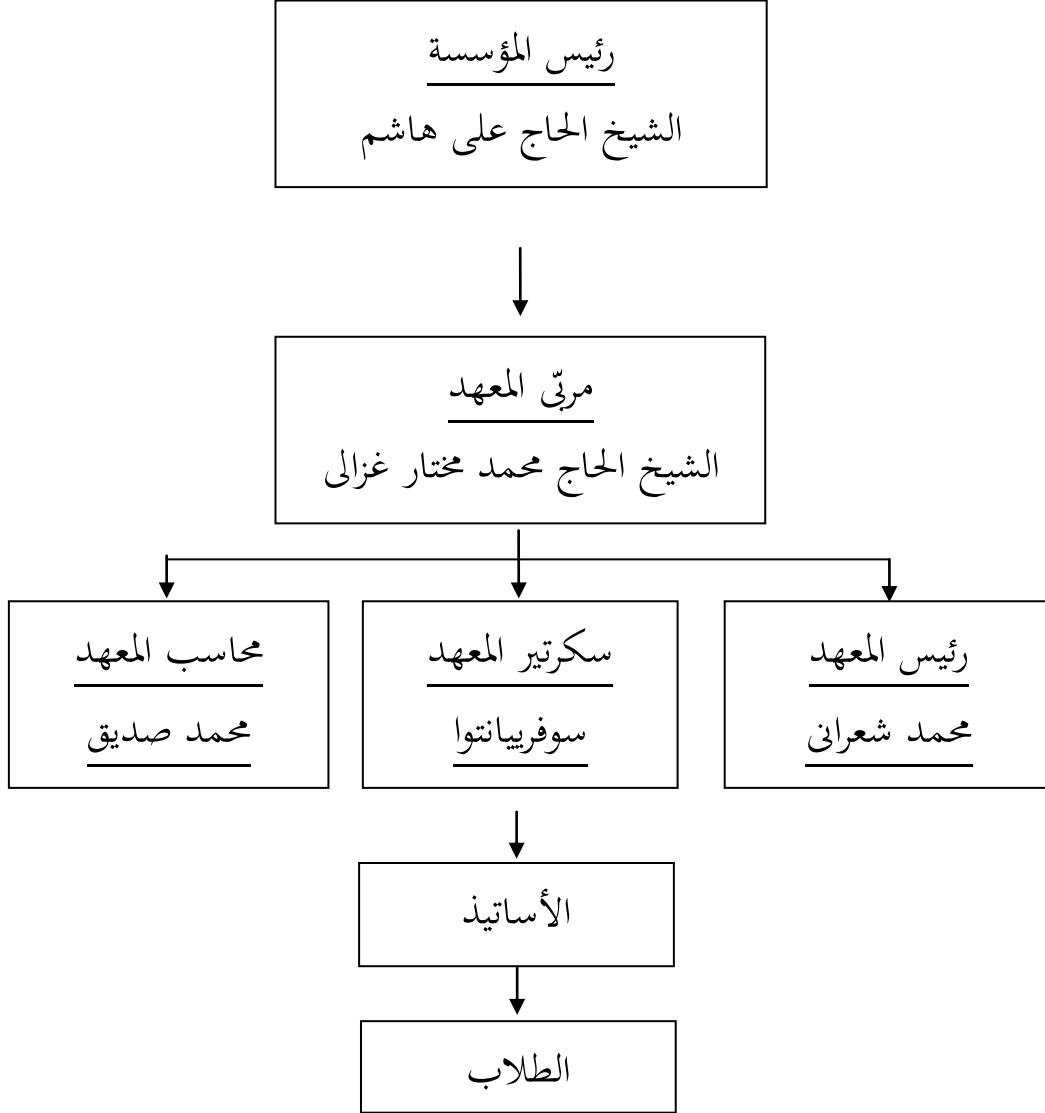 رئيس المؤسسة
الشيخ الحاج على هاشم
مربّى المعهد
الشيخ الحاج محمد مختار غزالى
رئيس المعهد
محمد شعرانى
سكرتير المعهد
سوفرييانتوا
محاسب المعهد
محمد صديق
الأساتيذ
الطلاب